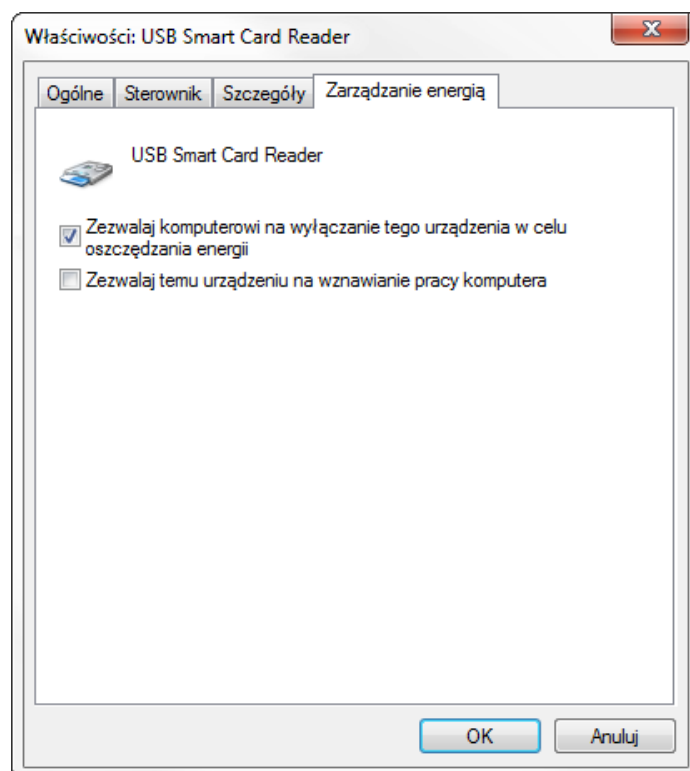 Właściwości: USB Smart Card Reader
Ogólne Sterownik Szczegóły Zarządzanie energią
USB Smart Card Reader
Zezwalaj komputerowi na wyłączanie tego urządzenia w celu
oszczędzania energii
Zezwalaj temu urządzeniu na wznawianie pracy komputera
OK Anuluj